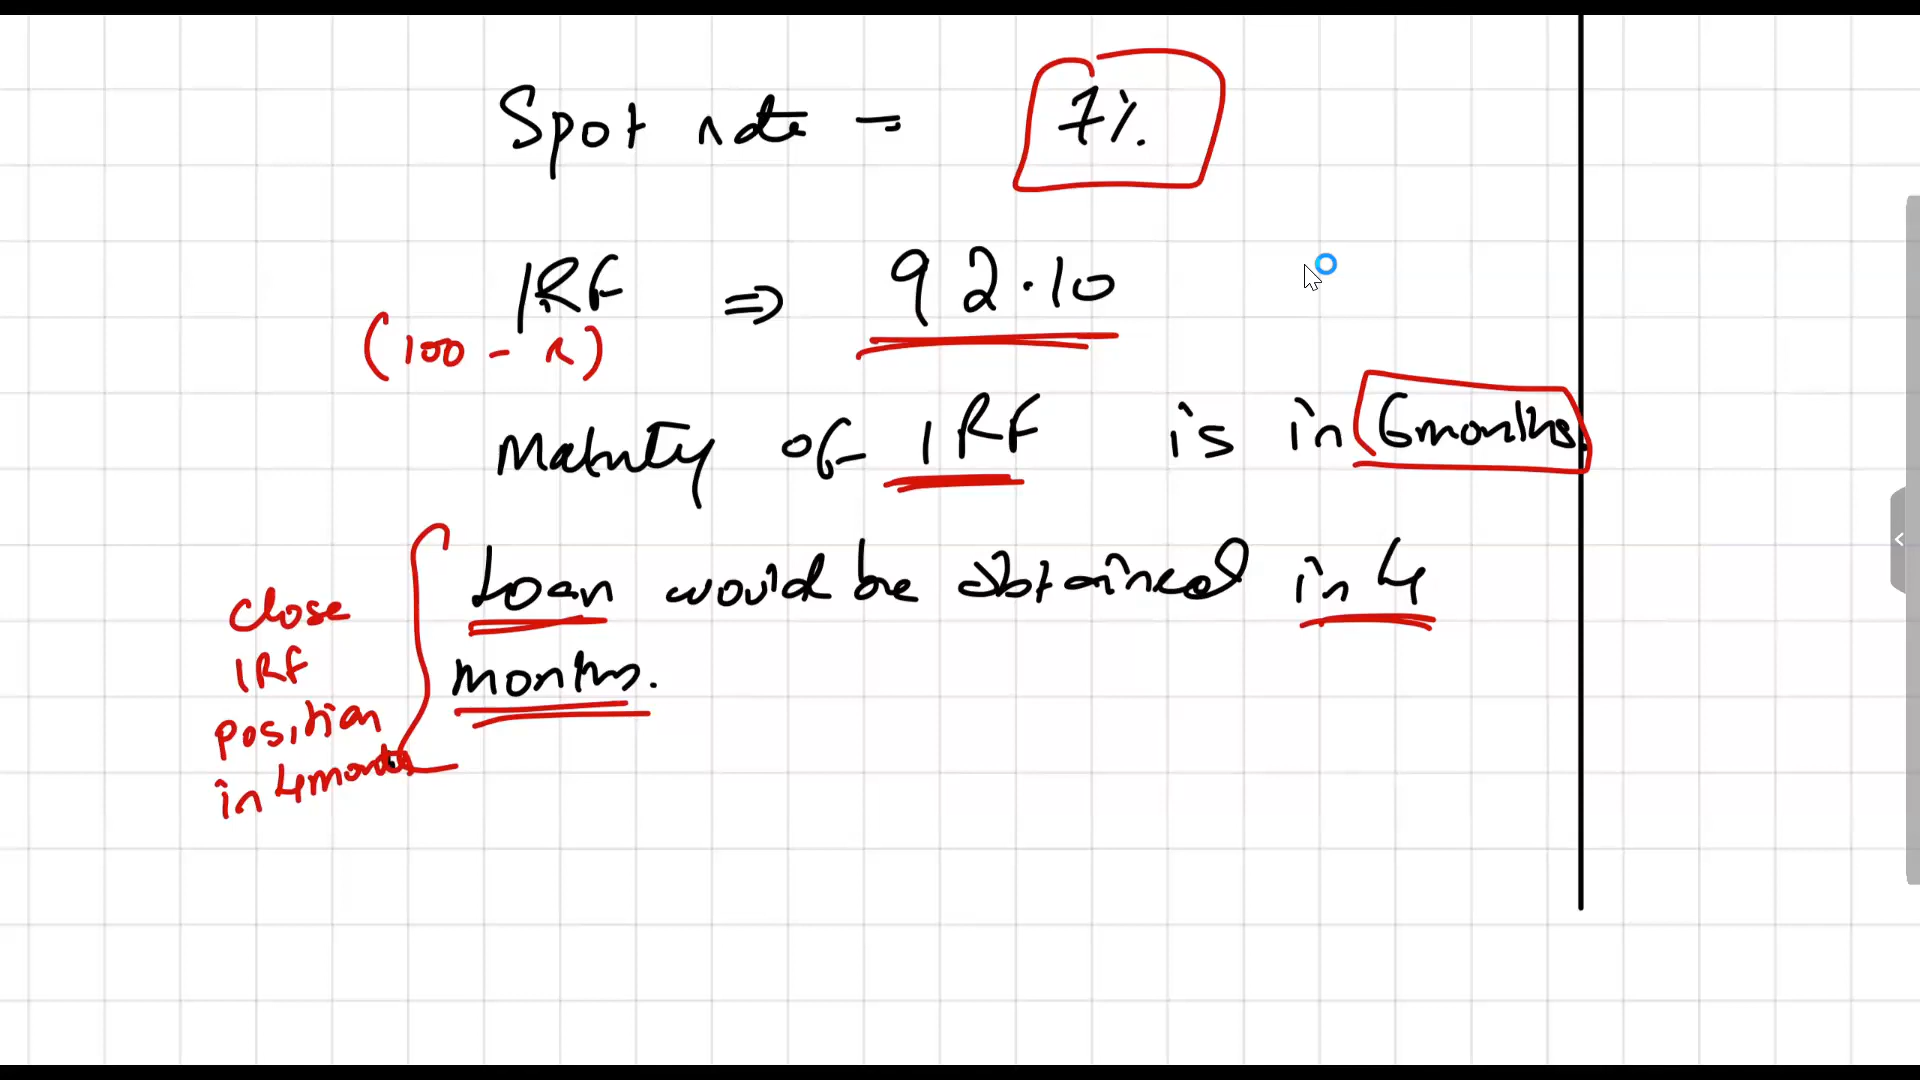 Spot rate = 7%.
IRF ⇒ 92.10
(100 - r)
Maturity of IRF is in 6 months
Loan would be obtained in 4
months.
close
IRF
position
in 4 months